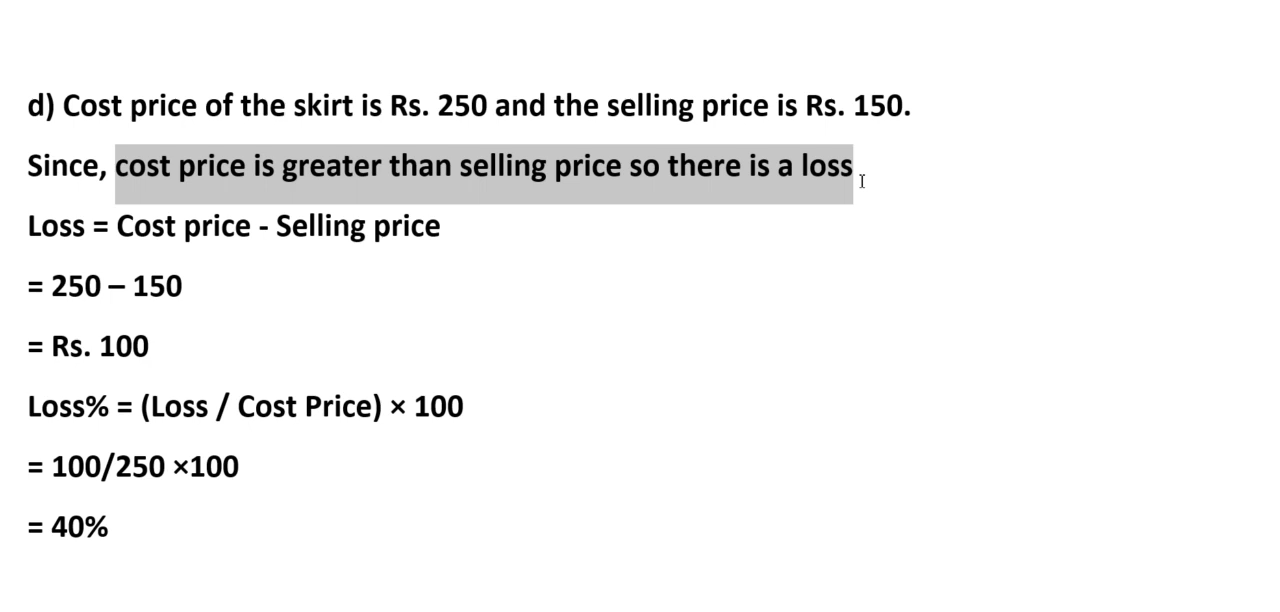 d) Cost price of the skirt is Rs. 250 and the selling price is Rs. 150.
Since, cost price is greater than selling price so there is a loss
Loss = Cost price - Selling price
= 250 – 150
= Rs. 100
Loss% = (Loss / Cost Price) × 100
= 100/250 ×100
= 40%